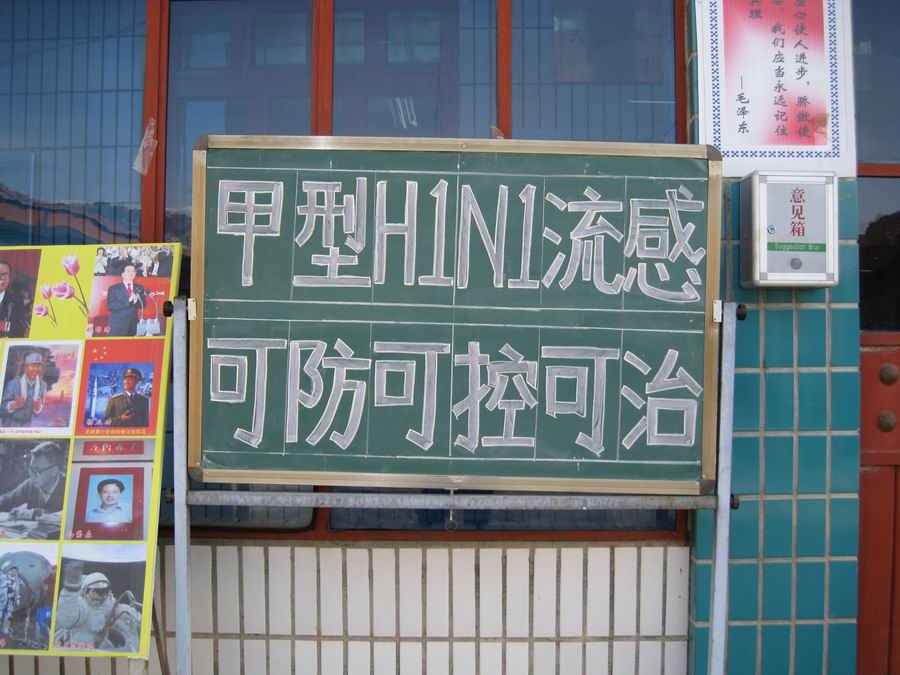 甲型H1N1流感
可防可控可治
心使人进步，骄傲使
我们应当永远记住
真理
——毛泽东
意见箱
Suggestion Box